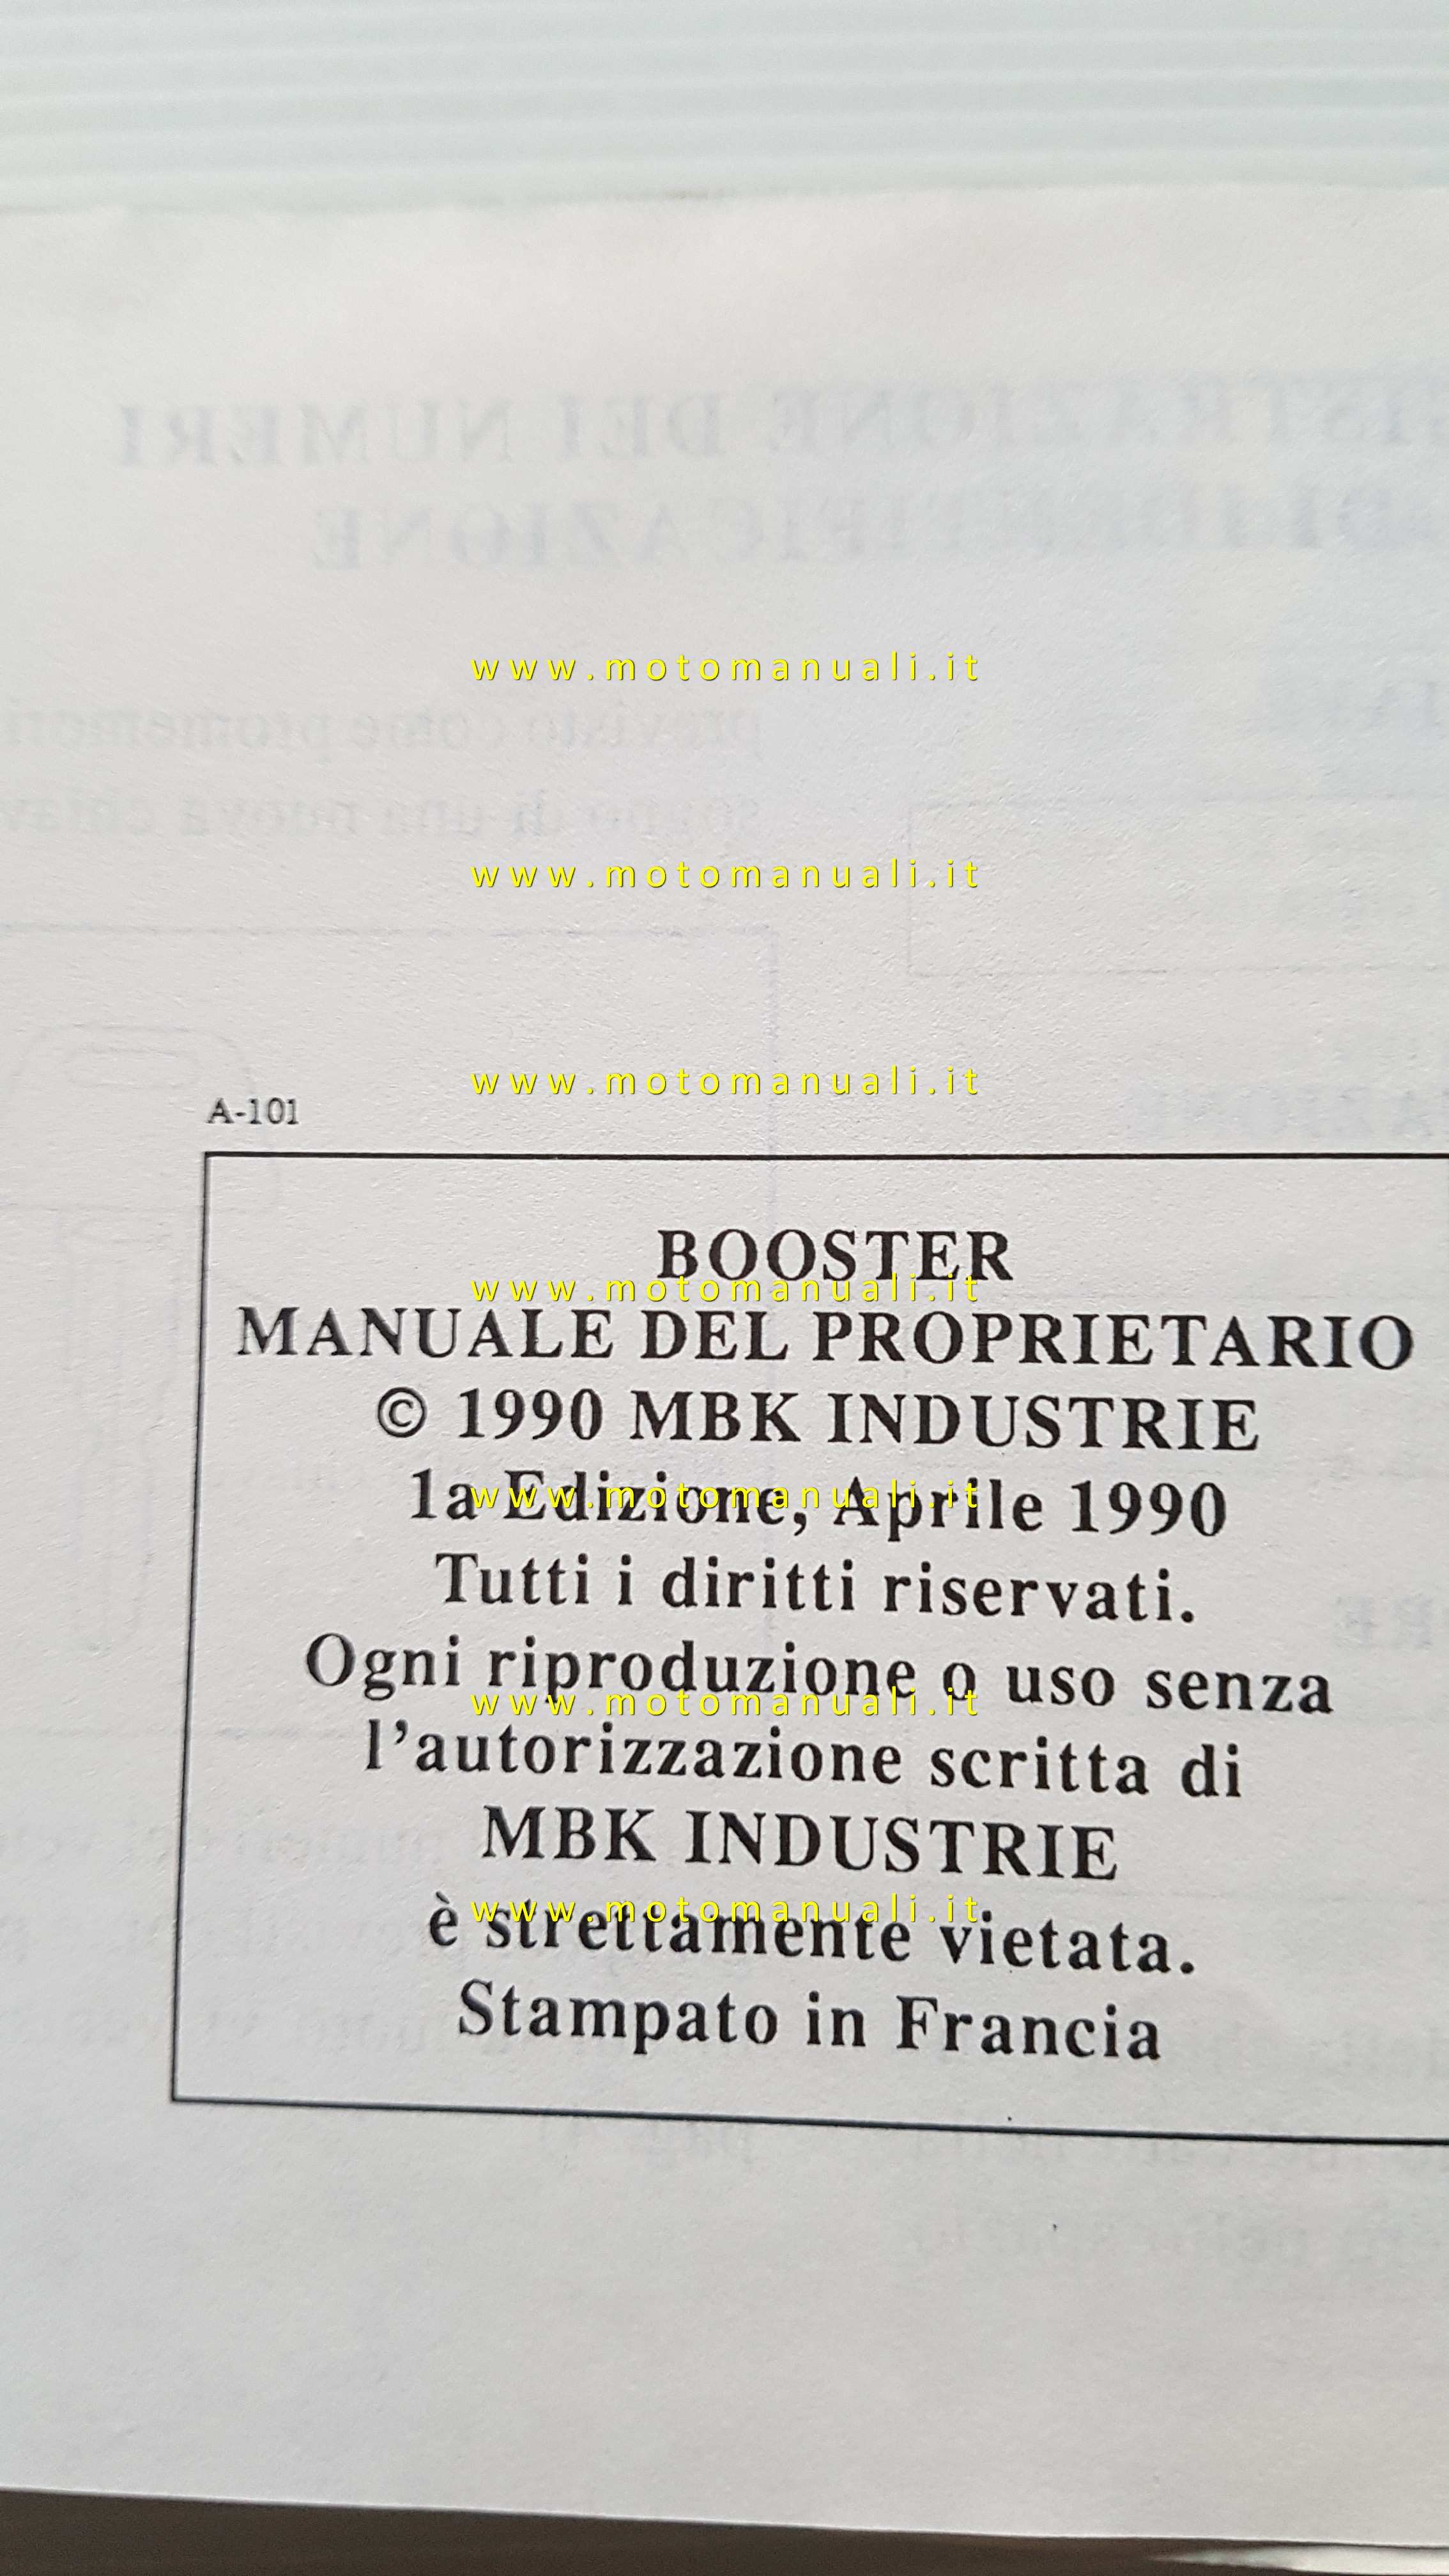 www.motomanuali.it
www.motomanuali.it
www.motomanuali.it
A-101
BOOSTER
www.motomanuali.it
MANUALE DEL PROPRIETARIO
© 1990 MBK INDUSTRIE
1a Edizione, Aprile 1990
www.motomanuali.it
Tutti i diritti riservati.
Ogni riproduzione o uso senza
www.motomanuali.it
l'autorizzazione scritta di
MBK INDUSTRIE
è strettamente vietata.
www.motomanuali.it
Stampato in Francia